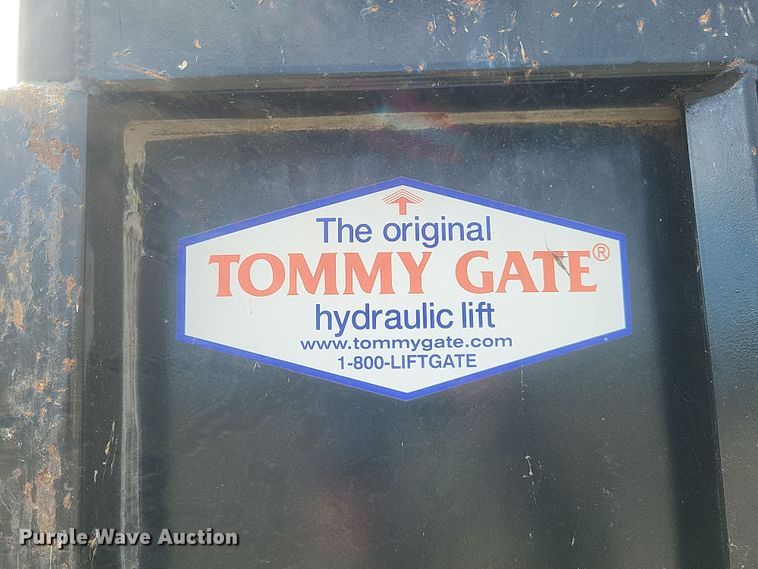 The original
TOMMY GATE®
hydraulic lift
www.tommygate.com
1-800-LIFTGATE
Purple Wave Auction